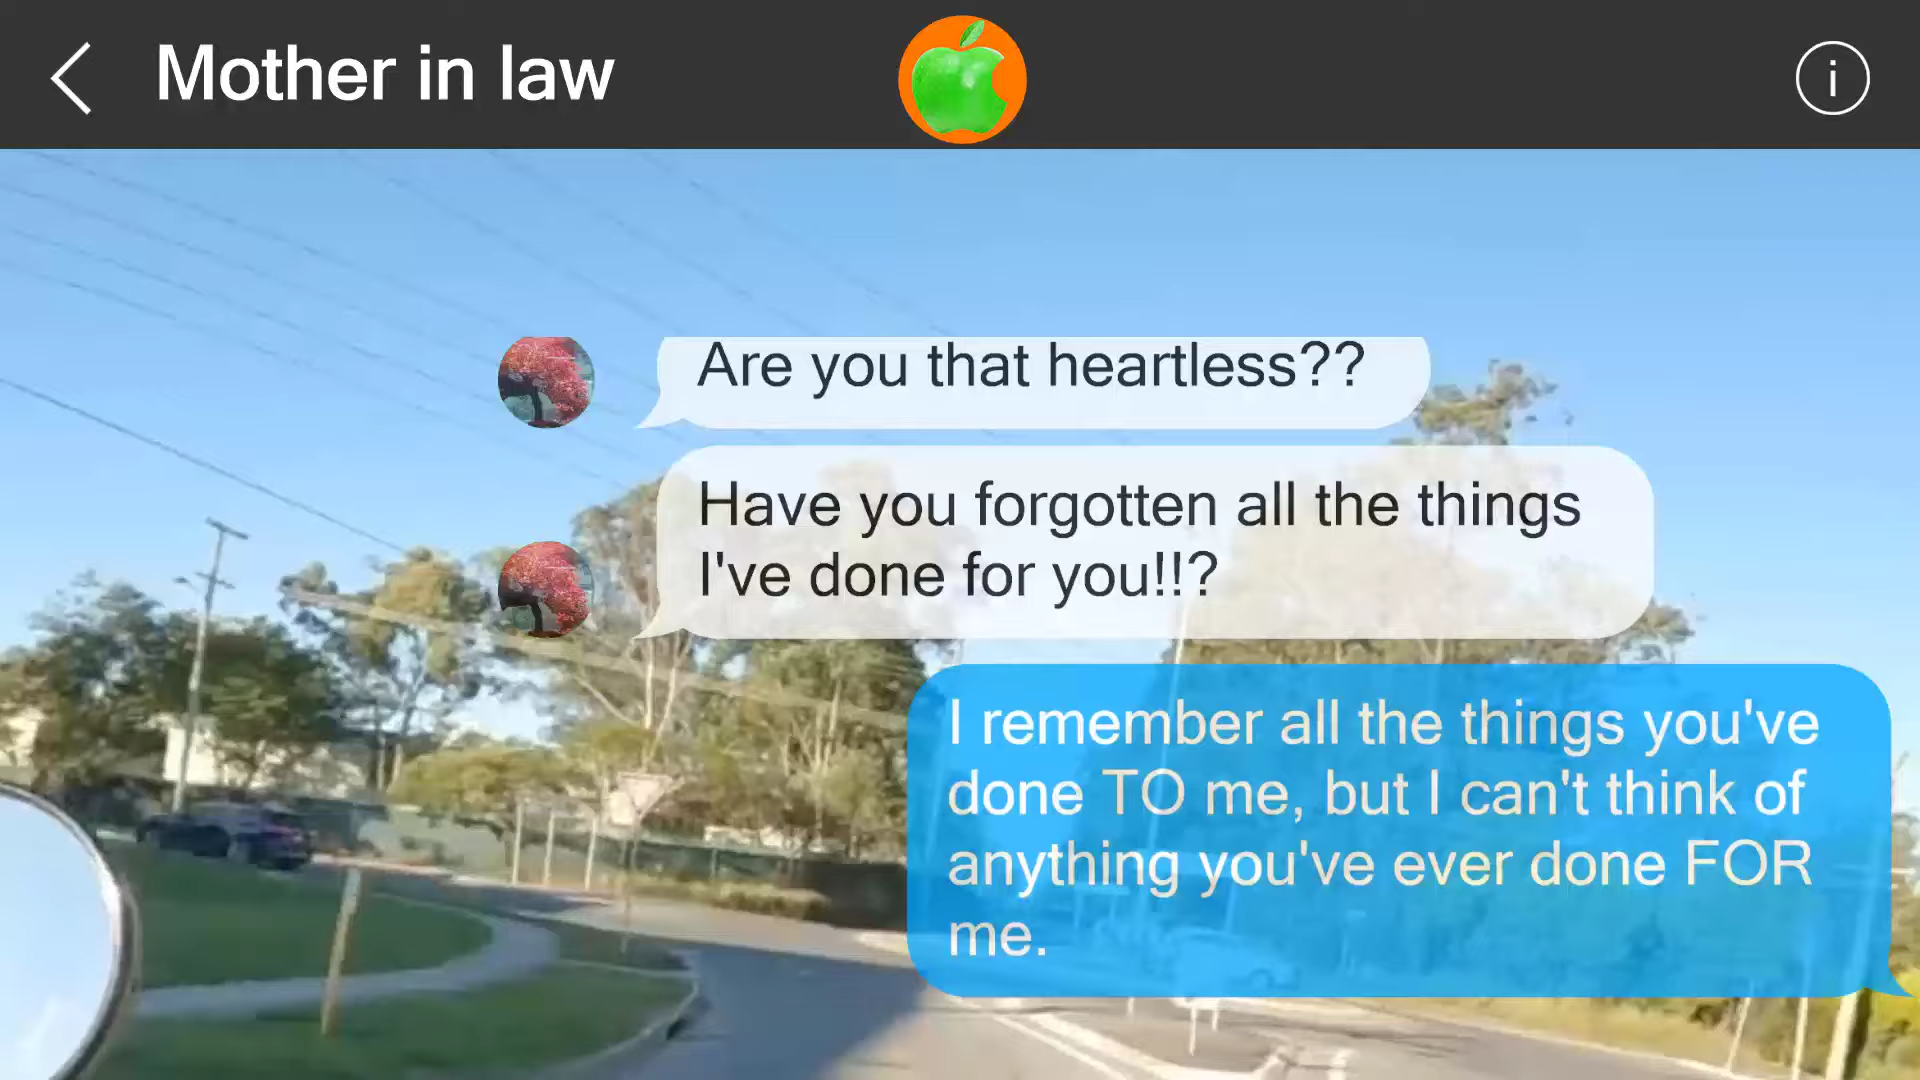 Mother in law
Are you that heartless??
Have you forgotten all the things
I've done for you!!?
I remember all the things you've
done TO me, but I can't think of
anything you've ever done FOR
me.